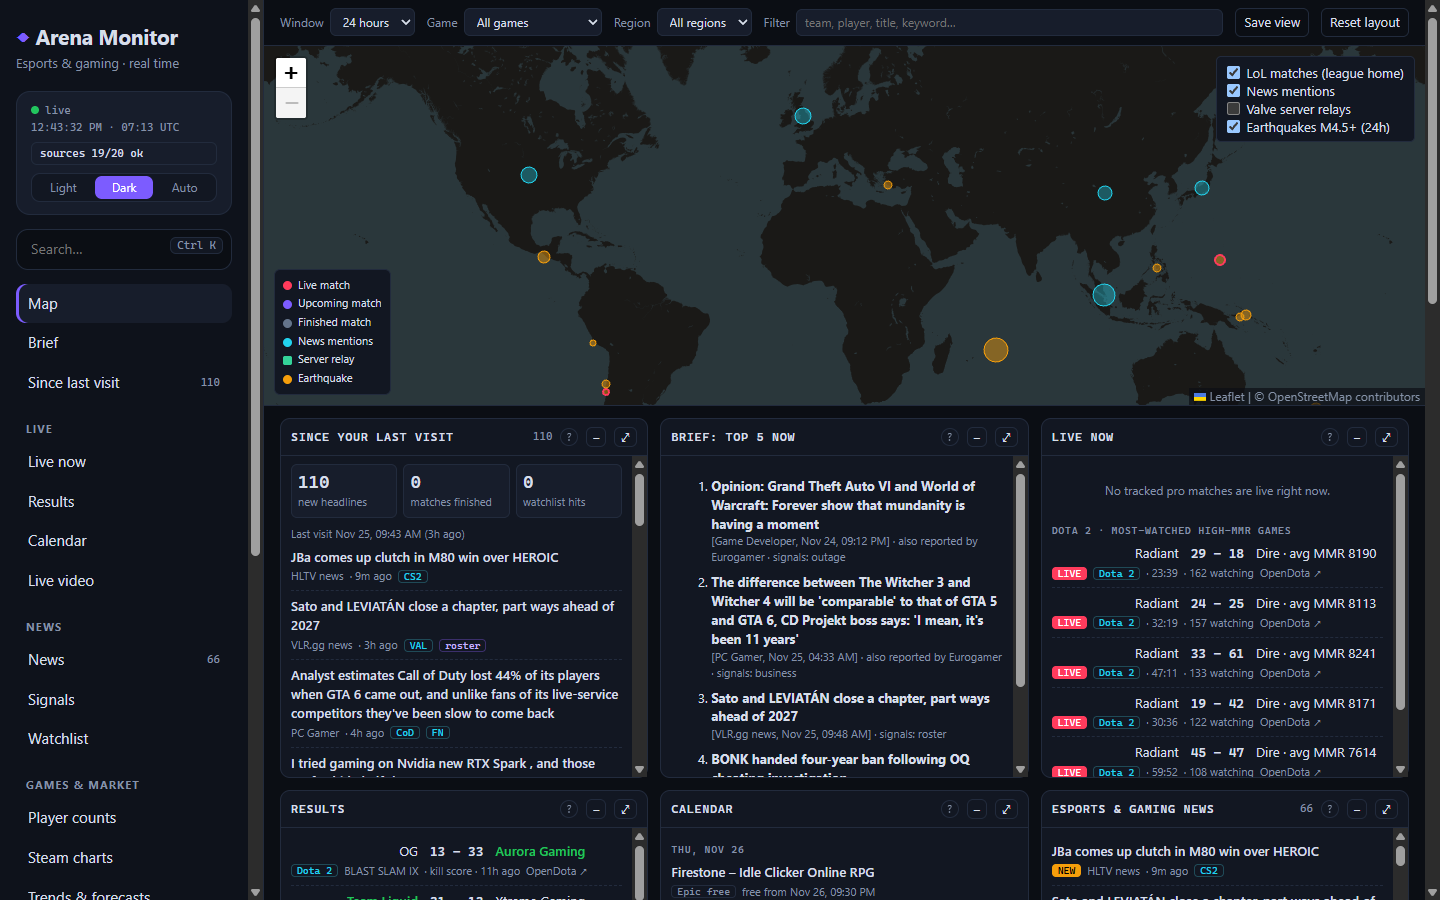 Arena Monitor
Esports & gaming · real time
live
12:43:32 PM · 07:13 UTC
sources 19/20 ok
Light Dark Auto
Search... Ctrl K
Map
Brief
Since last visit 110
LIVE
Live now
Results
Calendar
Live video
NEWS
News 66
Signals
Watchlist
GAMES & MARKET
Player counts
Steam charts
Trends & forecasts
Window 24 hours Game All games Region All regions Filter team, player, title, keyword... Save view Reset layout
+
−
LoL matches (league home)
News mentions
Valve server relays
Earthquakes M4.5+ (24h)
Live match
Upcoming match
Finished match
News mentions
Server relay
Earthquake
Leaflet | © OpenStreetMap contributors
SINCE YOUR LAST VISIT 110 ? –
110 new headlines
0 matches finished
0 watchlist hits
Last visit Nov 25, 09:43 AM (3h ago)
JBa comes up clutch in M80 win over HEROIC
HLTV news · 9m ago CS2
Sato and LEVIATÁN close a chapter, part ways ahead of
2027
VLR.gg news · 3h ago VAL roster
Analyst estimates Call of Duty lost 44% of its players
when GTA 6 came out, and unlike fans of its live-service
competitors they've been slow to come back
PC Gamer · 4h ago CoD FN
I tried gaming on Nvidia new RTX Spark , and those
BRIEF: TOP 5 NOW ? –
1. Opinion: Grand Theft Auto VI and World of
Warcraft: Forever show that mundanity is
having a moment
[Game Developer, Nov 24, 09:12 PM] · also reported by
Eurogamer · signals: outage
2. The difference between The Witcher 3 and
Witcher 4 will be 'comparable' to that of GTA 5
and GTA 6, CD Projekt boss says: 'I mean, it's
been 11 years'
[PC Gamer, Nov 25, 04:33 AM] · also reported by Eurogamer
· signals: business
3. Sato and LEVIATÁN close a chapter, part ways
ahead of 2027
[VLR.gg news, Nov 25, 09:48 AM] · signals: roster
4. BONK handed four-year ban following OQ
cheating investigation
LIVE NOW ? –
No tracked pro matches are live right now.
DOTA 2 · MOST-WATCHED HIGH-MMR GAMES
Radiant 29 – 18 Dire · avg MMR 8190
LIVE Dota 2 · 23:39 · 162 watching OpenDota ↗
Radiant 24 – 25 Dire · avg MMR 8113
LIVE Dota 2 · 32:19 · 157 watching OpenDota ↗
Radiant 33 – 61 Dire · avg MMR 8241
LIVE Dota 2 · 47:11 · 133 watching OpenDota ↗
Radiant 19 – 42 Dire · avg MMR 8171
LIVE Dota 2 · 30:36 · 122 watching OpenDota ↗
Radiant 45 – 47 Dire · avg MMR 7614
LIVE Dota 2 · 59:52 · 108 watching OpenDota ↗
RESULTS ? –
OG 13 – 33 Aurora Gaming
Dota 2 BLAST SLAM IX · kill score · 11h ago OpenDota ↗
CALENDAR ? –
THU, NOV 26
Firestone – Idle Clicker Online RPG
Epic free free from Nov 26, 09:30 PM
ESPORTS & GAMING NEWS 66 ? –
JBa comes up clutch in M80 win over HEROIC
NEW HLTV news · 9m ago CS2